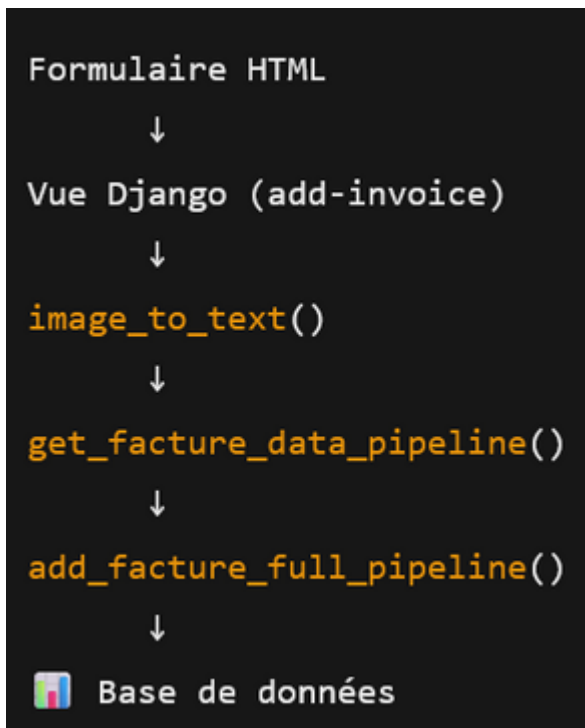 Formulaire HTML
↓
Vue Django (add-invoice)
↓
image_to_text()
↓
get_facture_data_pipeline()
↓
add_facture_full_pipeline()
↓
📊 Base de données